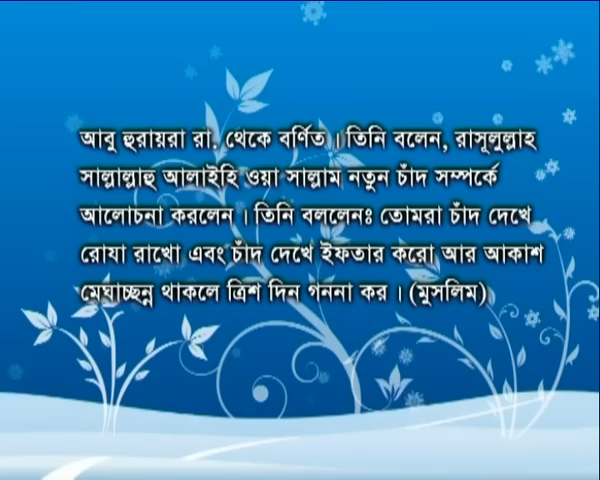 আবু হুরায়রা রা. থেকে বর্ণিত। তিনি বলেন, রাসূলুল্লাহ
সাল্লাল্লাহু আলাইহি ওয়া সাল্লাম নতুন চাঁদ সম্পর্কে
আলোচনা করলেন। তিনি বললেনঃ তোমরা চাঁদ দেখে
রোযা রাখো এবং চাঁদ দেখে ইফতার করো আর আকাশ
মেঘাচ্ছন্ন থাকলে ত্রিশ দিন গননা কর। (মুসলিম)